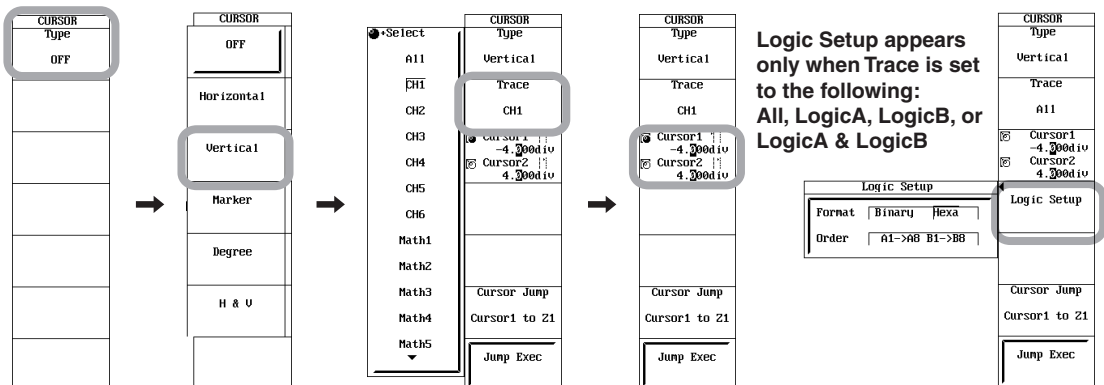 CURSOR
Type
OFF
CURSOR
OFF
Horizontal
Vertical
Marker
Degree
H & V
Select
All
CH1
CH2
CH3
CH4
CH5
CH6
Math1
Math2
Math3
Math4
Math5
CURSOR
Type
Vertical
Trace
CH1
Cursor1
-4.000div
Cursor2
4.000div
Cursor Jump
Cursor1 to Z1
Jump Exec
CURSOR
Type
Vertical
Trace
CH1
Cursor1
-4.000div
Cursor2
4.000div
Cursor Jump
Cursor1 to Z1
Jump Exec
Logic Setup appears
only when Trace is set
to the following:
All, LogicA, LogicB, or
LogicA & LogicB
Logic Setup
Format Binary Hexa
Order A1->A8 B1->B8
CURSOR
Type
Vertical
Trace
All
Cursor1
-4.000div
Cursor2
4.000div
Logic Setup
Cursor Jump
Cursor1 to Z1
Jump Exec